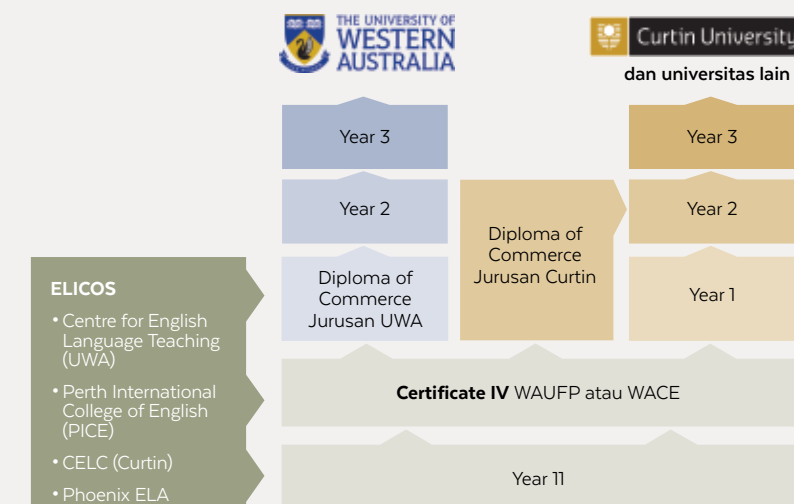 THE UNIVERSITY OF
WESTERN
AUSTRALIA
Curtin University
dan universitas lain
Year 3
Year 3
Year 2
Diploma of
Commerce
Jurusan Curtin
Year 2
ELICOS
• Centre for English
Language Teaching
(UWA)
• Perth International
College of English
(PICE)
• CELC (Curtin)
• Phoenix ELA
Diploma of
Commerce
Jurusan UWA
Year 1
Certificate IV WAUFP atau WACE
Year 11